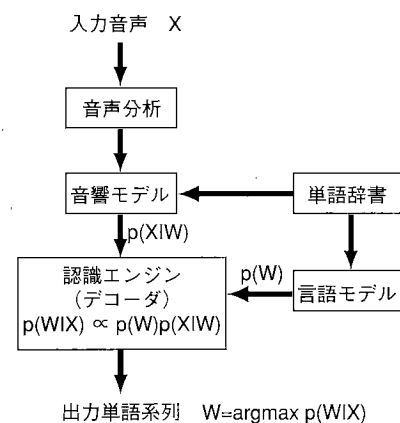 入力音声 X
音声分析
音響モデル
単語辞書
p(X|W)
認識エンジン
(デコーダ)
p(W|X) ∝ p(W)p(X|W)
p(W)
言語モデル
出力単語系列 W=argmax p(W|X)